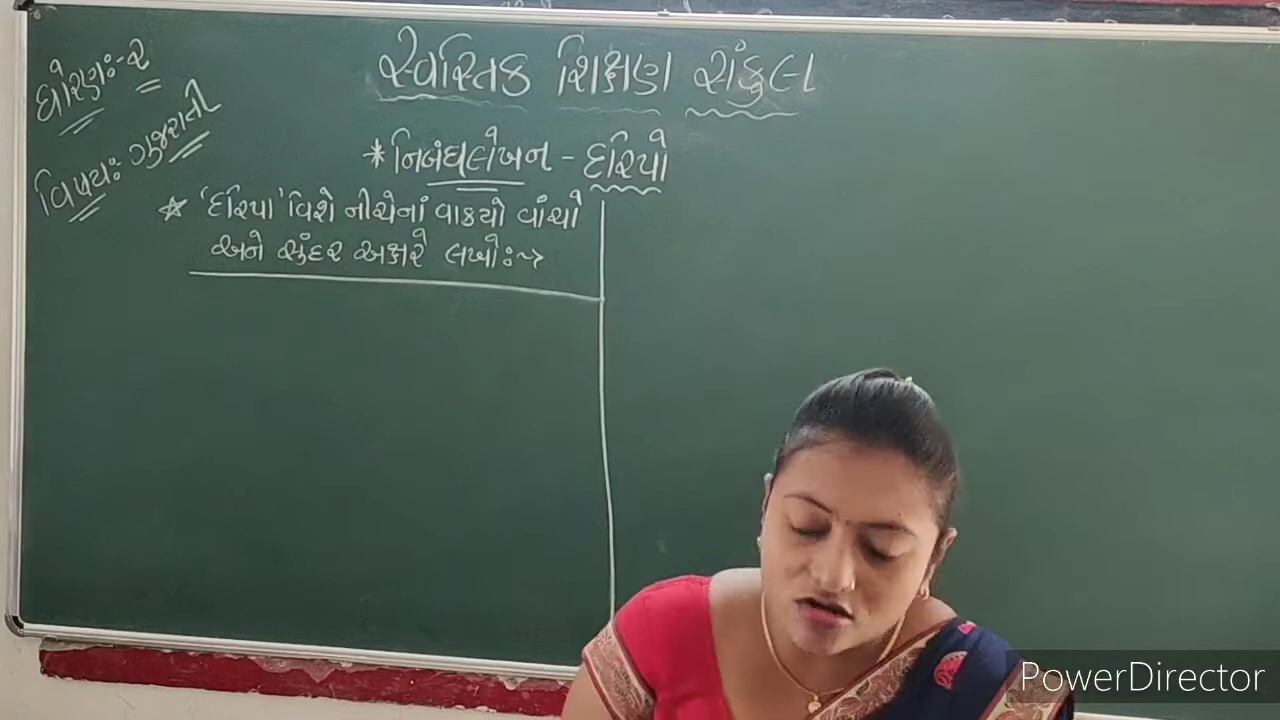 સ્વસ્તિક શિક્ષણ સંકુલ
ધોરણઃ-૨
વિષયઃ ગુજરાતી
* નિબંધલેખન - દરિયો
☆ 'દરિયા' વિશે નીચેનાં વાક્યો વાંચો
અને સુંદર અક્ષરે લખોઃ→
PowerDirector